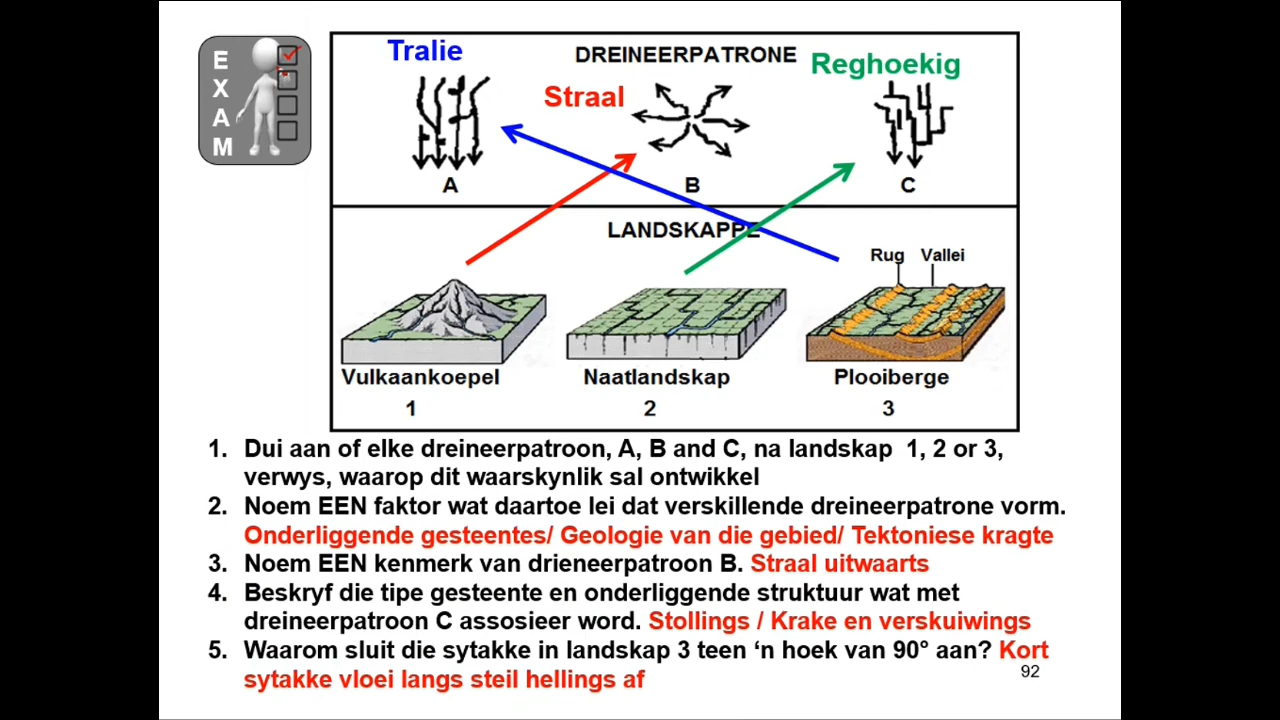 E
X
A
M
Tralie
DREINEERPATRONE
Reghoekig
Straal
A
B
C
LANDSKAPPE
Rug
Vallei
Vulkaankoepel
Naatlandskap
Plooiberge
1
2
3
1. Dui aan of elke dreineerpatroon, A, B and C, na landskap 1, 2 or 3,
verwys, waarop dit waarskynlik sal ontwikkel
2. Noem EEN faktor wat daartoe lei dat verskillende dreineerpatrone vorm.
Onderliggende gesteentes/ Geologie van die gebied/ Tektoniese kragte
3. Noem EEN kenmerk van drieneerpatroon B. Straal uitwaarts
4. Beskryf die tipe gesteente en onderliggende struktuur wat met
dreineerpatroon C assosieer word. Stollings / Krake en verskuiwings
5. Waarom sluit die sytakke in landskap 3 teen ‘n hoek van 90° aan? Kort
sytakke vloei langs steil hellings af
92